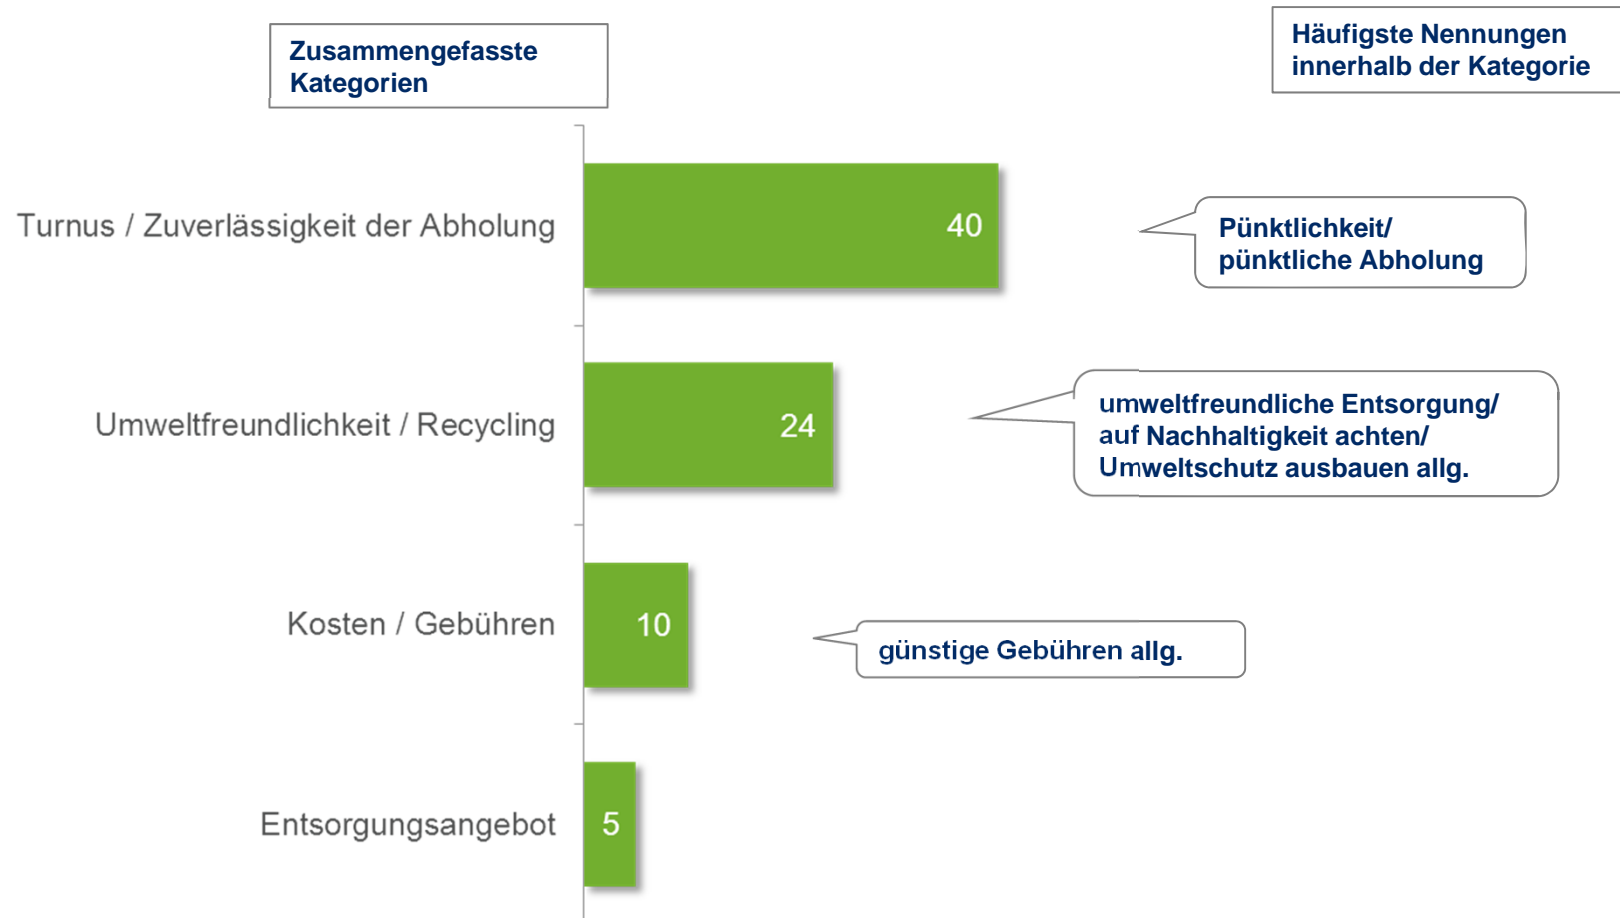 Zusammengefasste
Kategorien
Häufigste Nennungen
innerhalb der Kategorie
Turnus / Zuverlässigkeit der Abholung
40
Pünktlichkeit/
pünktliche Abholung
Umweltfreundlichkeit / Recycling
24
umweltfreundliche Entsorgung/
auf Nachhaltigkeit achten/
Umweltschutz ausbauen allg.
Kosten / Gebühren
10
günstige Gebühren allg.
Entsorgungsangebot
5